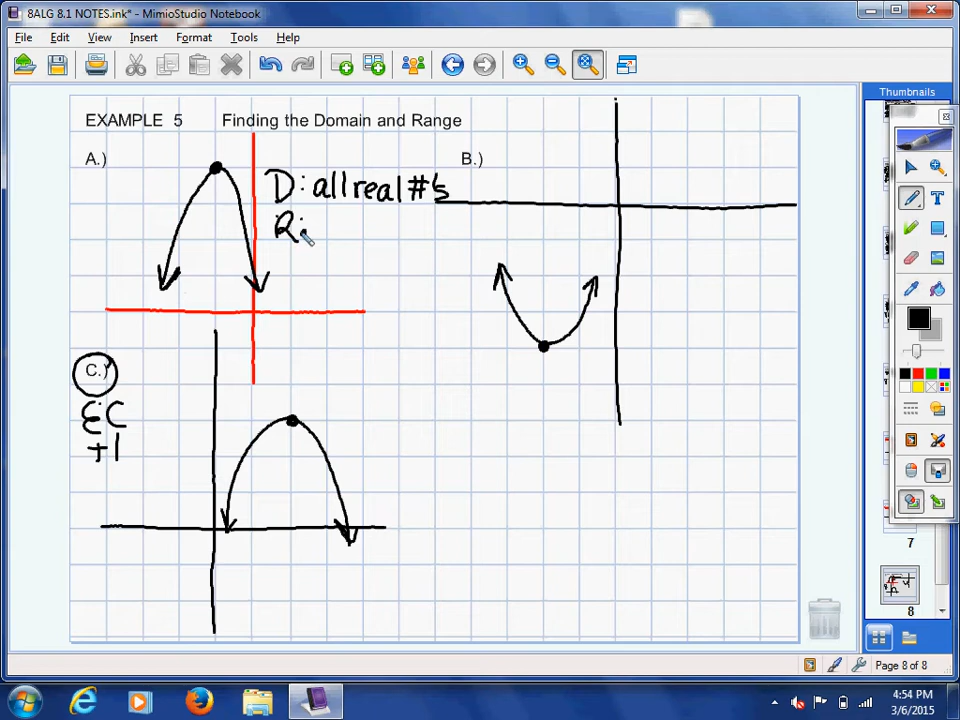 8ALG 8.1 NOTES.ink* - MimioStudio Notebook
File Edit View Insert Format Tools Help
Thumbnails
EXAMPLE 5 Finding the Domain and Range
A.)
B.)
D: all real #'s
R:
C.)
EC
+1
T
7
8
Page 8 of 8
4:54 PM
3/6/2015